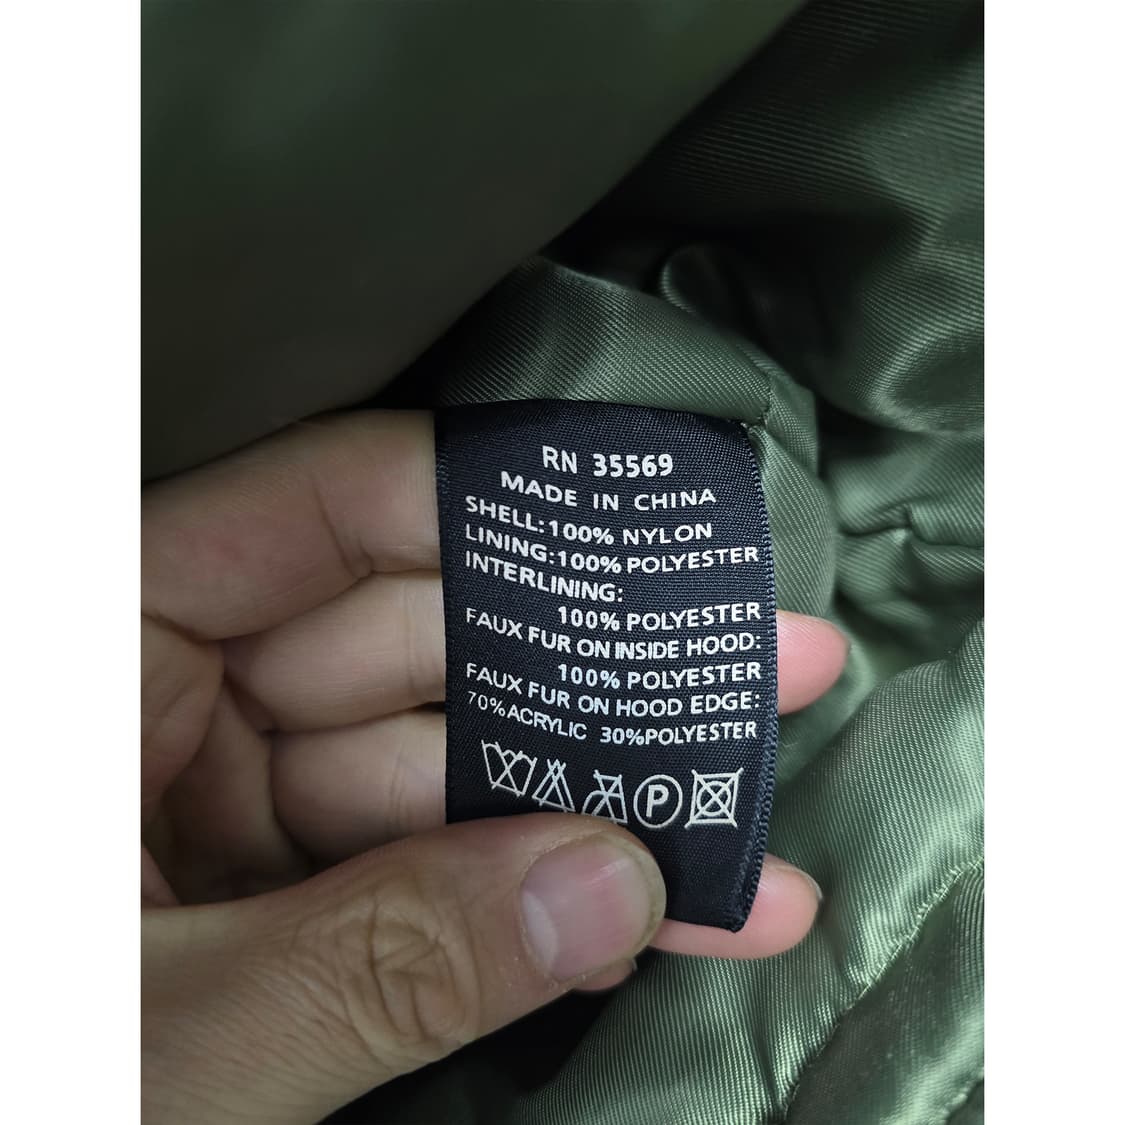 RN 35569
MADE IN CHINA
SHELL:100% NYLON
LINING:100% POLYESTER
INTERLINING:
100% POLYESTER
FAUX FUR ON INSIDE HOOD:
100% POLYESTER
FAUX FUR ON HOOD EDGE:
70%ACRYLIC 30%POLYESTER
P